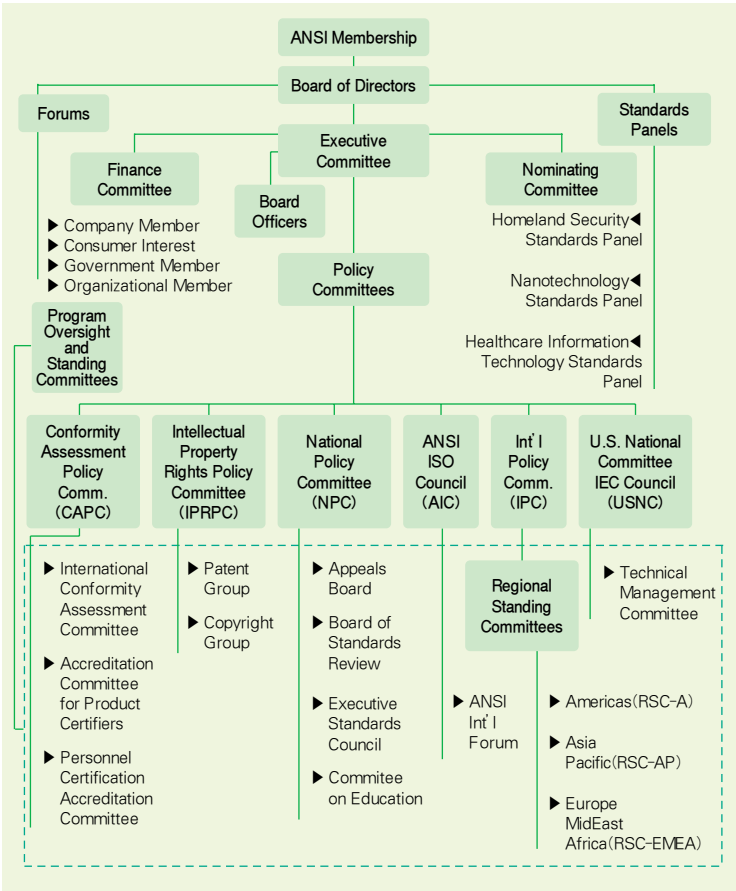 ANSI Membership
Board of Directors
Forums
Standards
Panels
Executive
Committee
Finance
Committee
Board
Officers
Nominating
Committee
▶ Company Member
▶ Consumer Interest
▶ Government Member
▶ Organizational Member
Homeland Security◀
Standards Panel
Nanotechnology◀
Standards Panel
Healthcare Information◀
Technology Standards
Panel
Policy
Committees
Program
Oversight
and
Standing
Committees
Conformity
Assessment
Policy
Comm.
(CAPC)
Intellectual
Property
Rights Policy
Committee
(IPRPC)
National
Policy
Committee
(NPC)
ANSI
ISO
Council
(AIC)
Int'l
Policy
Comm.
(IPC)
U.S. National
Committee
IEC Council
(USNC)
▶ International
Conformity
Assessment
Committee
▶ Accreditation
Committee
for Product
Certifiers
▶ Personnel
Certification
Accreditation
Committee
▶ Patent
Group
▶ Copyright
Group
▶ Appeals
Board
▶ Board of
Standards
Review
▶ Executive
Standards
Council
▶ Commitee
on Education
▶ ANSI
Int'l
Forum
Regional
Standing
Committees
▶ Americas(RSC-A)
▶ Asia
Pacific(RSC-AP)
▶ Europe
MidEast
Africa(RSC-EMEA)
▶ Technical
Management
Committee